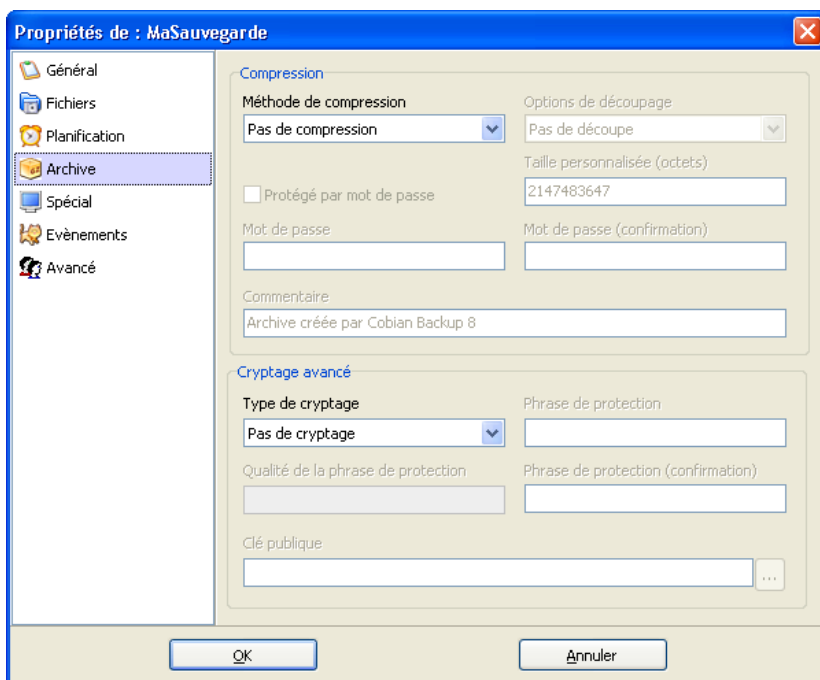 Propriétés de : MaSauvegarde
Général
Fichiers
Planification
Archive
Spécial
Evènements
Avancé
Compression
Méthode de compression
Options de découpage
Pas de compression
Pas de découpe
Taille personnalisée (octets)
Protégé par mot de passe
2147483647
Mot de passe
Mot de passe (confirmation)
Commentaire
Archive créée par Cobian Backup 8
Cryptage avancé
Type de cryptage
Phrase de protection
Pas de cryptage
Qualité de la phrase de protection
Phrase de protection (confirmation)
Clé publique
...
OK
Annuler